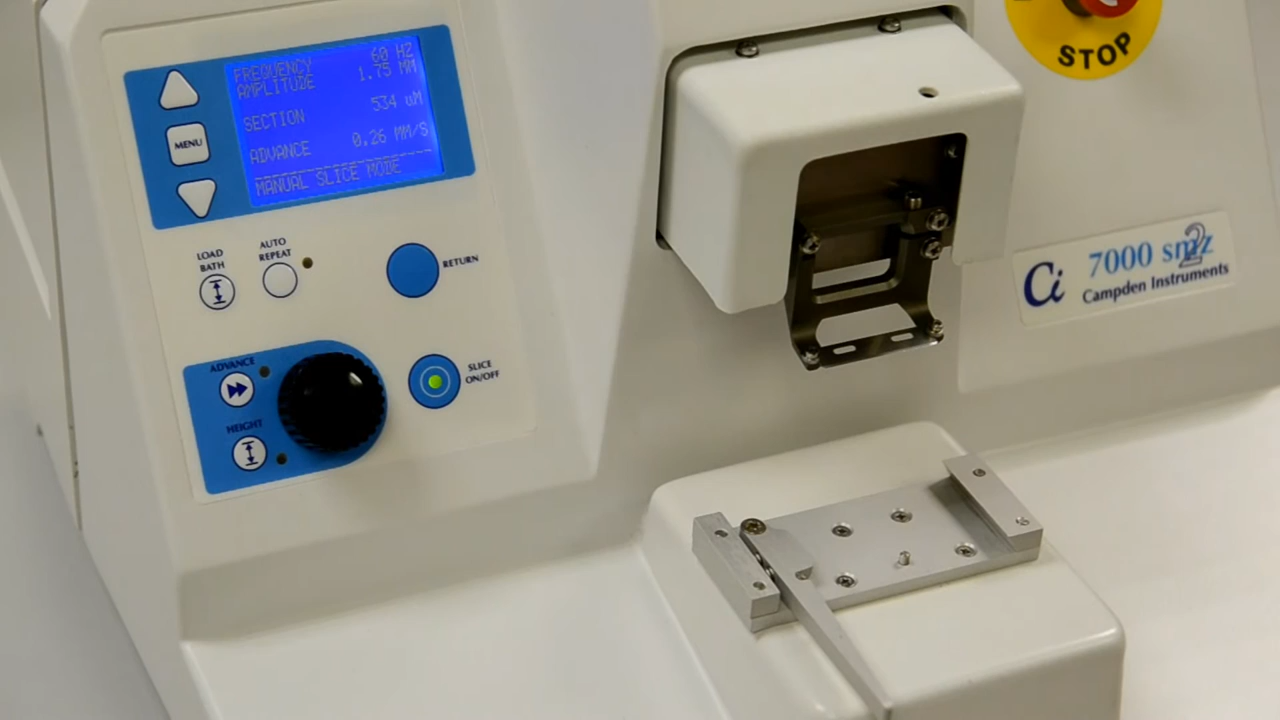 FREQUENCY 60 HZ
AMPLITUDE 1.75 MM
SECTION 534 uM
ADVANCE 0.26 MM/S
MANUAL SLICE MODE
MENU
LOAD
BATH
AUTO
REPEAT
RETURN
ADVANCE
HEIGHT
SLICE
ON/OFF
STOP
Ci
7000 smz 2
Campden Instruments